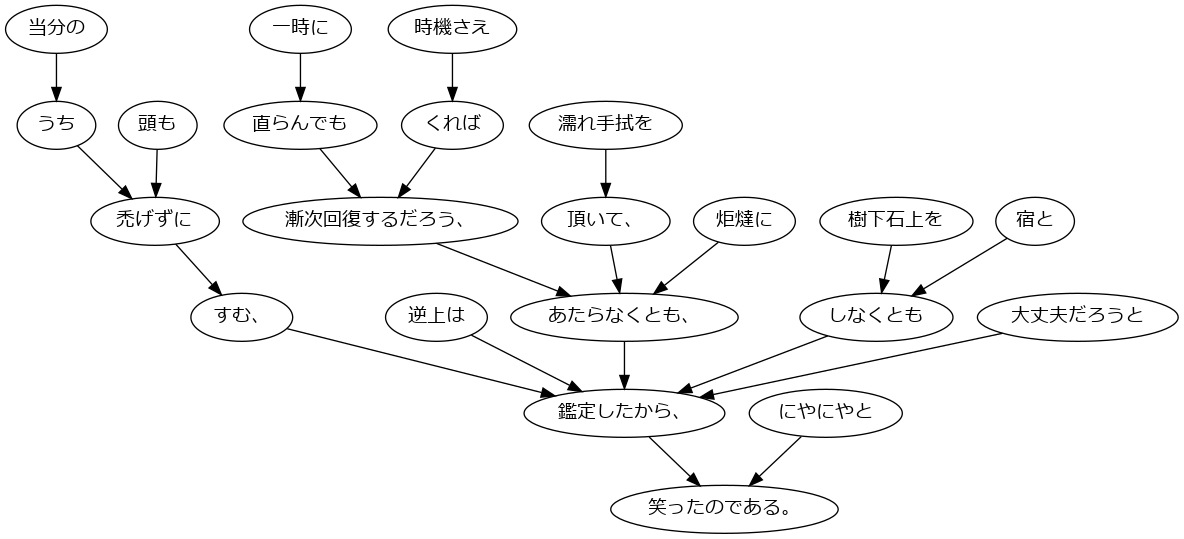 当分の
一時に
時機さえ
うち
頭も
直らんでも
くれば
濡れ手拭を
禿げずに
漸次回復するだろう、
頂いて、
炬燵に
樹下石上を
宿と
すむ、
逆上は
あたらなくとも、
しなくとも
大丈夫だろうと
鑑定したから、
にやにやと
笑ったのである。